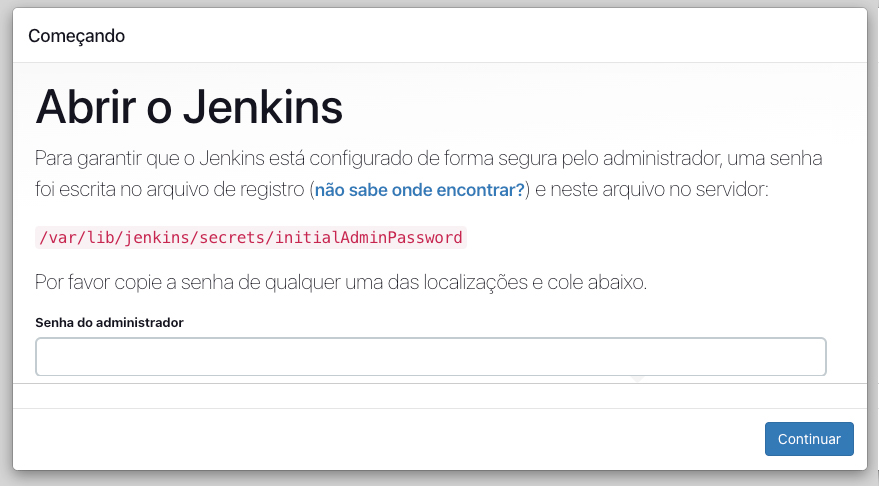 Começando
Abrir o Jenkins
Para garantir que o Jenkins está configurado de forma segura pelo administrador, uma senha
foi escrita no arquivo de registro (não sabe onde encontrar?) e neste arquivo no servidor:
/var/lib/jenkins/secrets/initialAdminPassword
Por favor copie a senha de qualquer uma das localizações e cole abaixo.
Senha do administrador
Continuar